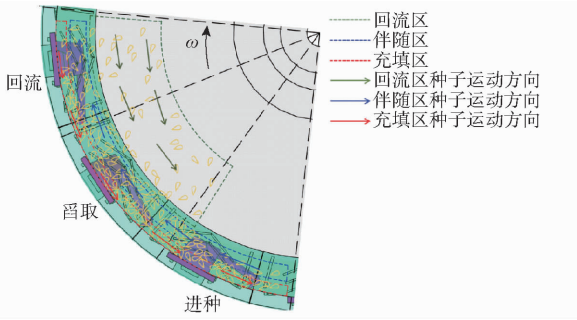 回流区
伴随区
充填区
回流区种子运动方向
伴随区种子运动方向
充填区种子运动方向
ω
回流
舀取
进种